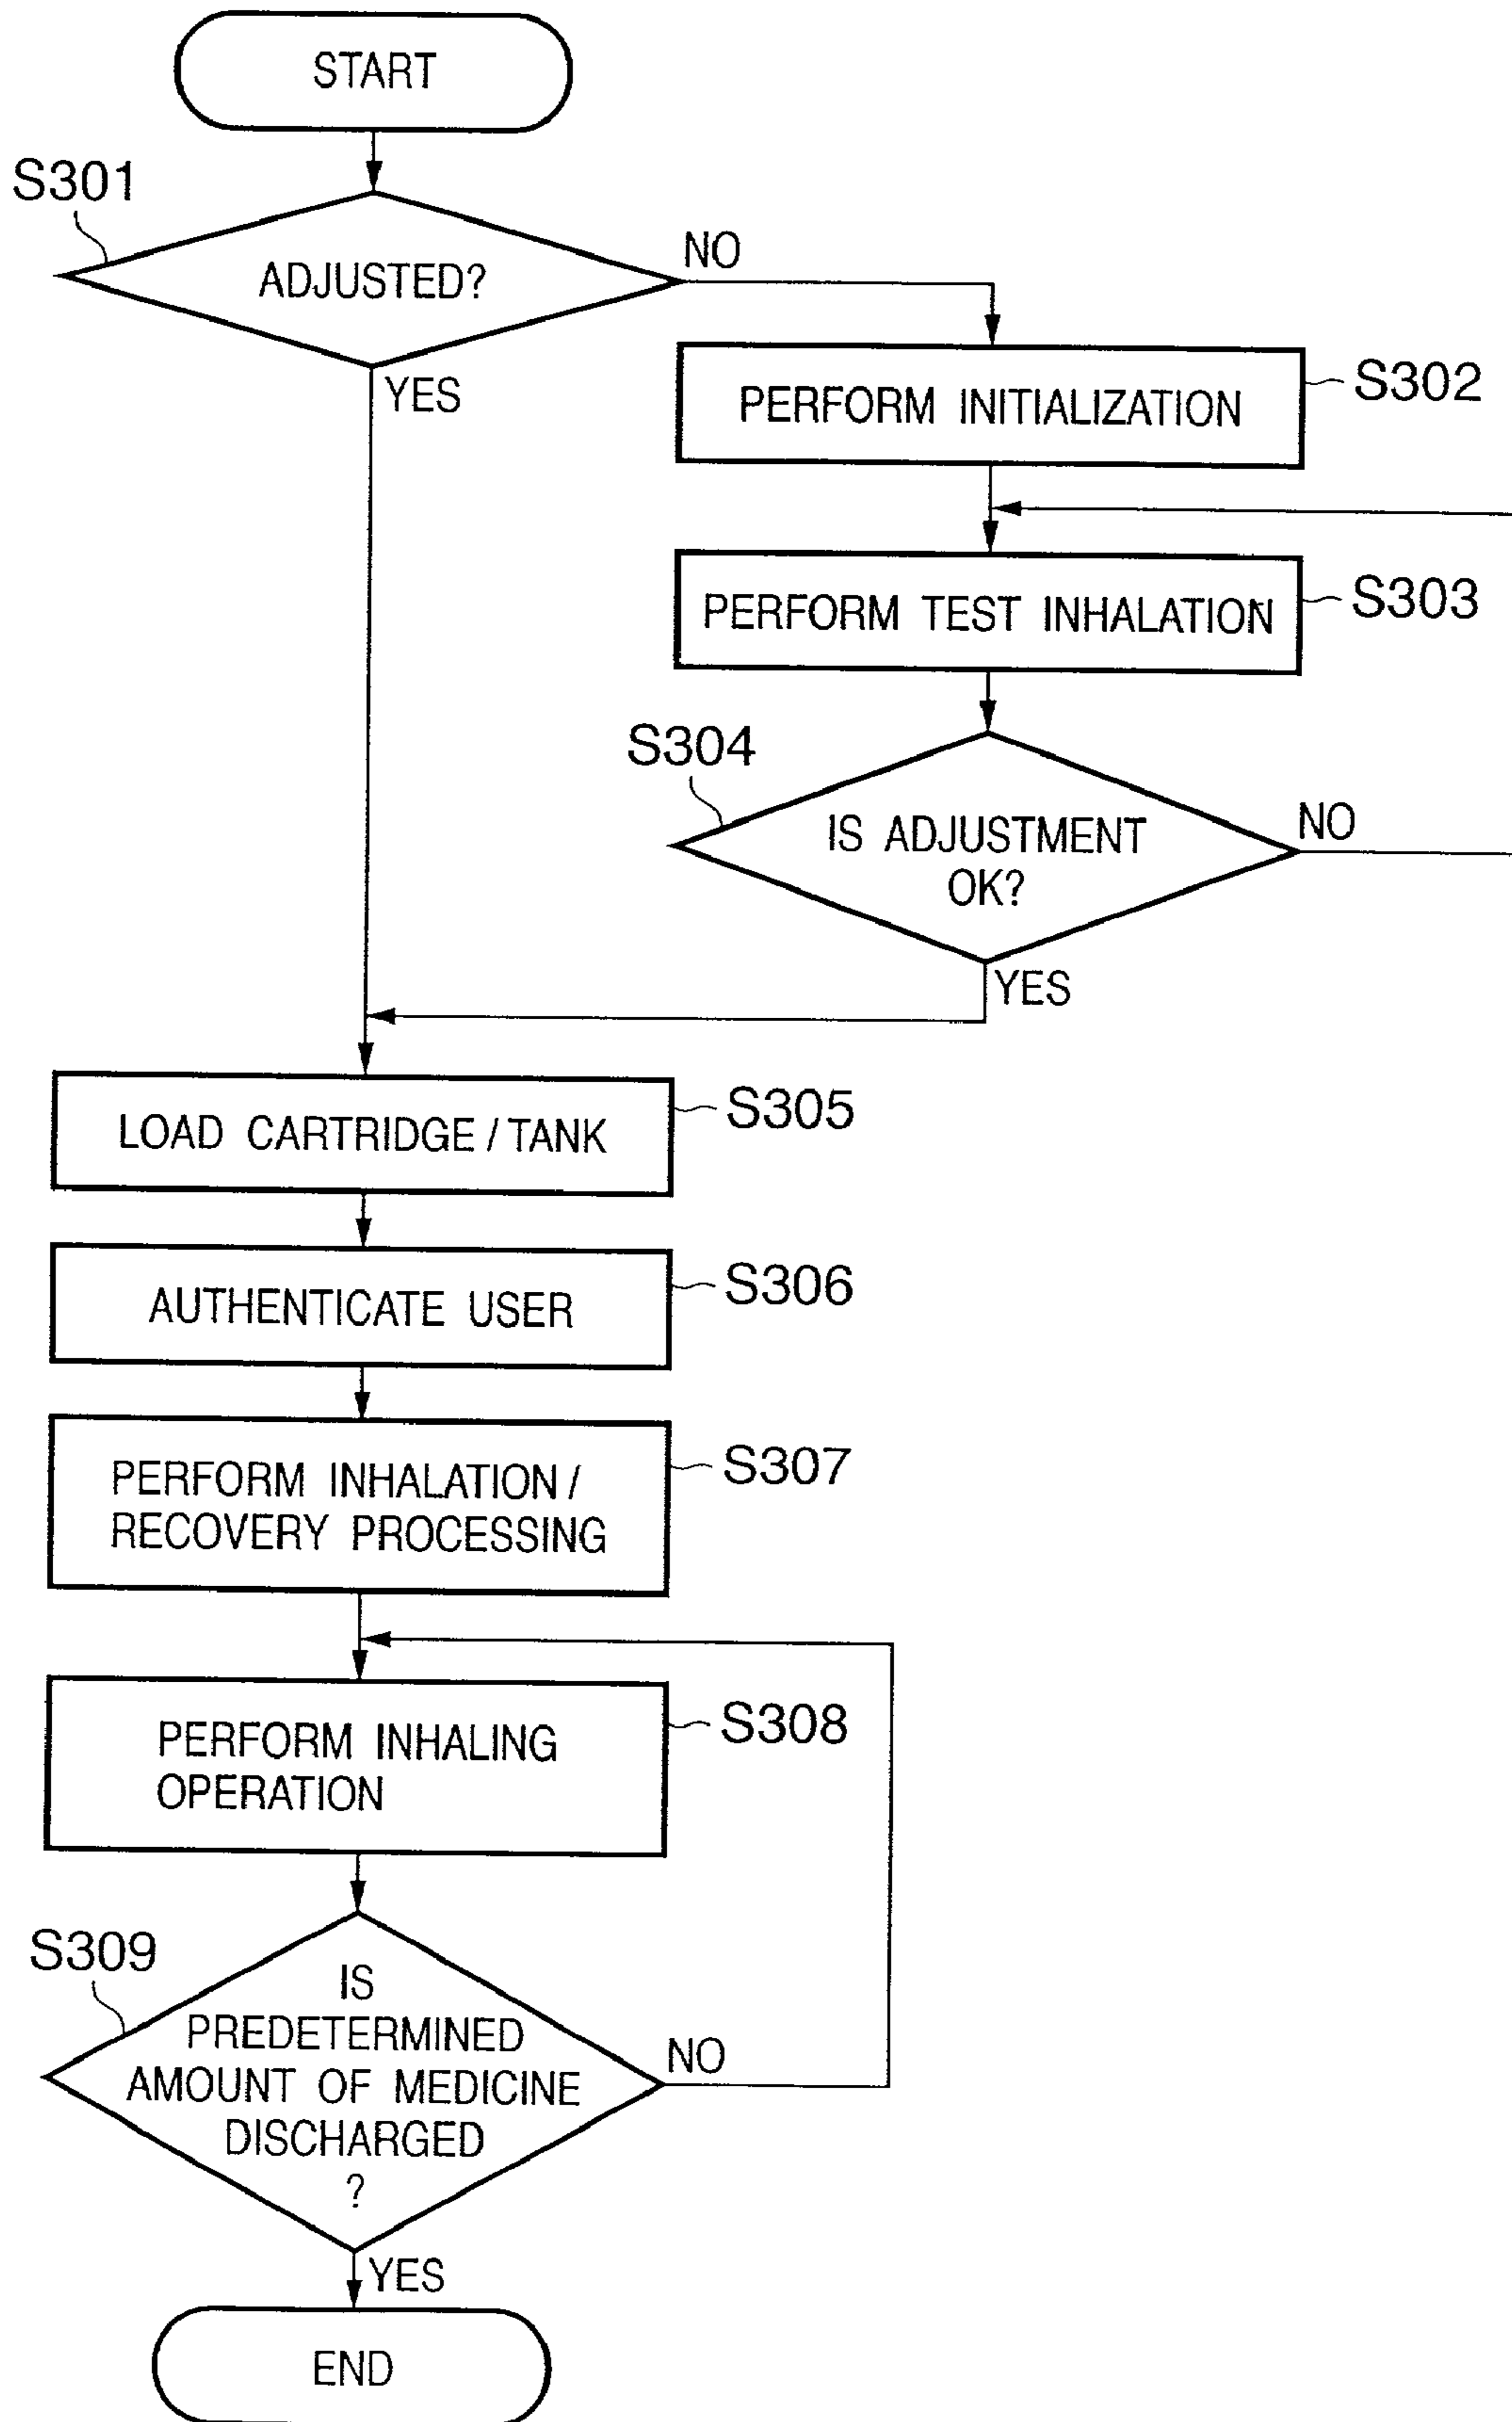 START
S301
ADJUSTED?
NO
YES
PERFORM INITIALIZATION
S302
PERFORM TEST INHALATION
S303
S304
IS ADJUSTMENT
OK?
NO
YES
LOAD CARTRIDGE / TANK
S305
AUTHENTICATE USER
S306
PERFORM INHALATION /
RECOVERY PROCESSING
S307
PERFORM INHALING
OPERATION
S308
S309
IS
PREDETERMINED
AMOUNT OF MEDICINE
DISCHARGED
?
NO
YES
END